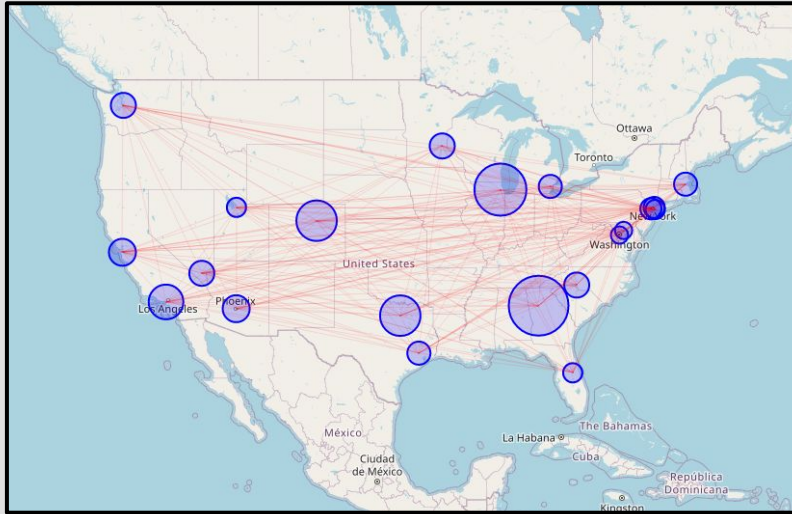 Ottawa
Toronto
New York
Washington
United States
Los Angeles
Phoenix
México
Ciudad
de México
La Habana
Cuba
The Bahamas
República
Dominicana
Kingston